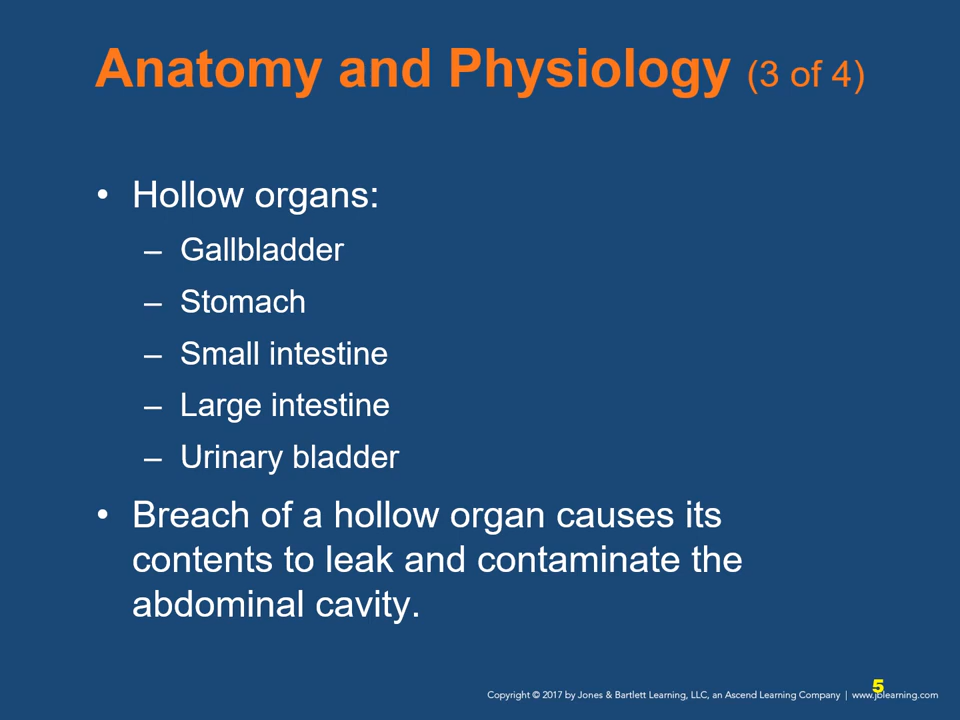 Anatomy and Physiology (3 of 4)
• Hollow organs:
– Gallbladder
– Stomach
– Small intestine
– Large intestine
– Urinary bladder
• Breach of a hollow organ causes its
contents to leak and contaminate the
abdominal cavity.
5
Copyright © 2017 by Jones & Bartlett Learning, LLC, an Ascend Learning Company | www.jblearning.com